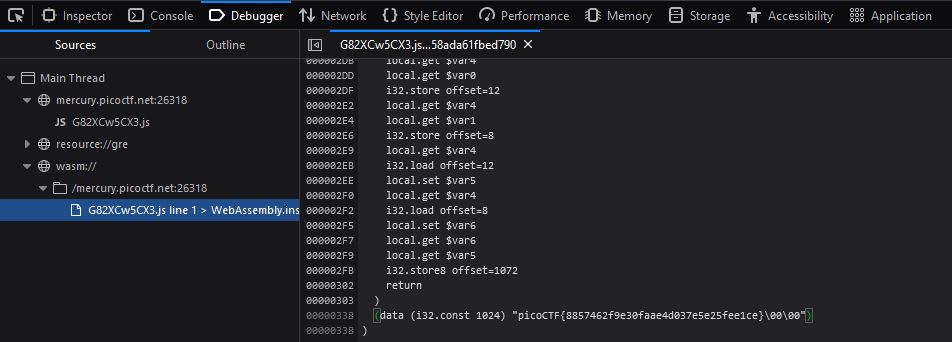 Inspector Console Debugger Network Style Editor Performance Memory Storage Accessibility Application
Sources Outline G82XCw5CX3.js...58ada61fbed790
Main Thread
mercury.picoctf.net:26318
JS G82XCw5CX3.js
resource://gre
wasm://
/mercury.picoctf.net:26318
G82XCw5CX3.js line 1 > WebAssembly.ins
000002DB local.get $var4
000002DD local.get $var0
000002DF i32.store offset=12
000002E2 local.get $var4
000002E4 local.get $var1
000002E6 i32.store offset=8
000002E9 local.get $var4
000002EB i32.load offset=12
000002EE local.set $var5
000002F0 local.get $var4
000002F2 i32.load offset=8
000002F5 local.set $var6
000002F7 local.get $var6
000002F9 local.get $var5
000002FB i32.store8 offset=1072
00000302 return
00000303 )
00000338 (data (i32.const 1024) "picoCTF{8857462f9e30faae4d037e5e25fee1ce}\00\00")
00000338 )